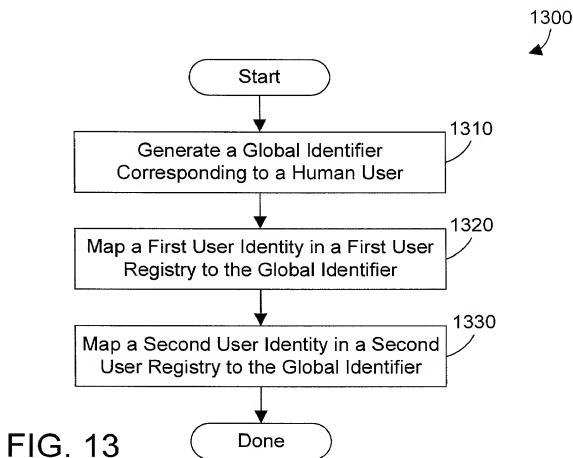 1300
Start
1310
Generate a Global Identifier
Corresponding to a Human User
1320
Map a First User Identity in a First User
Registry to the Global Identifier
1330
Map a Second User Identity in a Second
User Registry to the Global Identifier
Done
FIG. 13